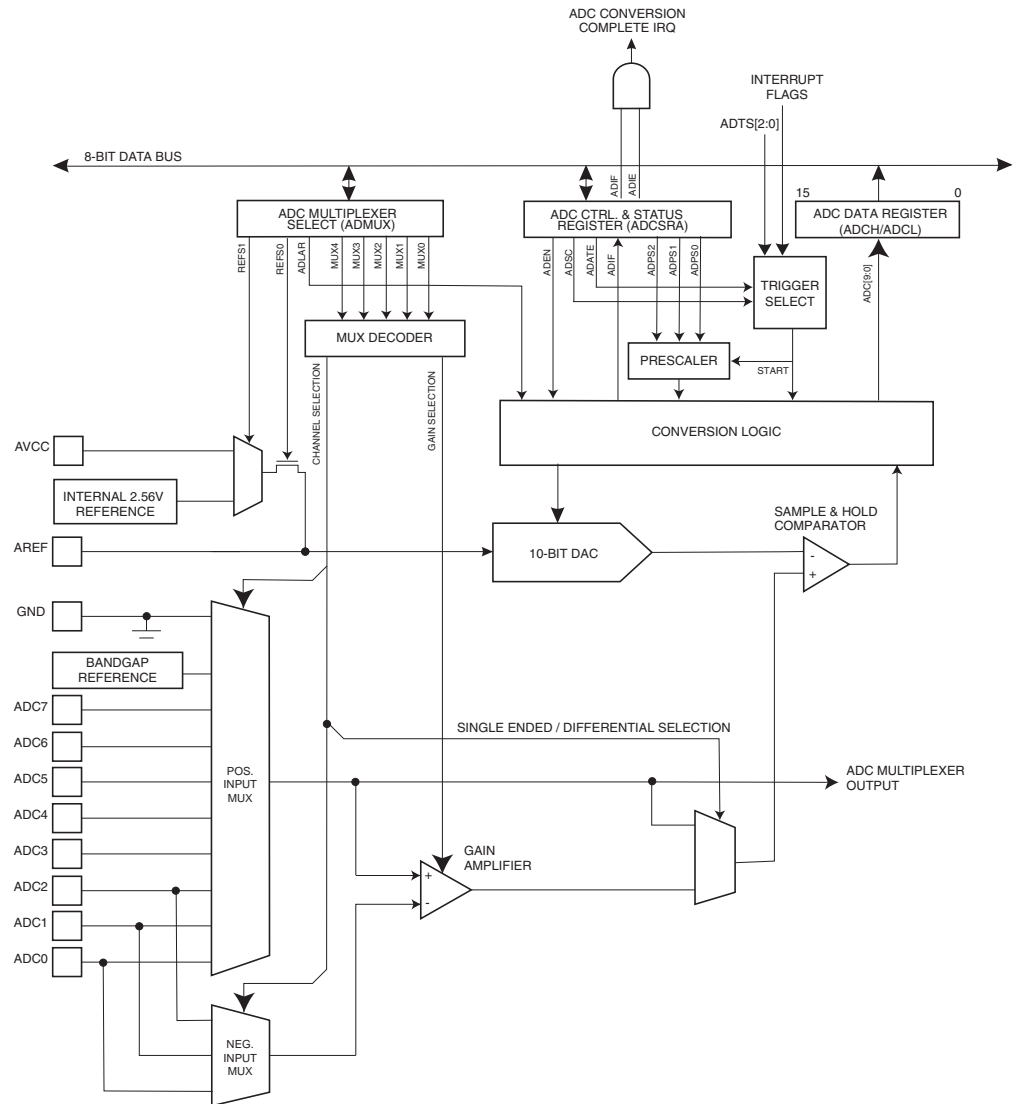 ADC CONVERSION
COMPLETE IRQ
INTERRUPT
FLAGS
ADTS[2:0]
8-BIT DATA BUS
ADIF
ADIE
15
0
ADC MULTIPLEXER
SELECT (ADMUX)
ADC CTRL. & STATUS
REGISTER (ADCSRA)
ADC DATA REGISTER
(ADCH/ADCL)
REFS1
REFS0
ADLAR
MUX4
MUX3
MUX2
MUX1
MUX0
ADEN
ADSC
ADATE
ADIF
ADPS2
ADPS1
ADPS0
ADC[9:0]
TRIGGER
SELECT
MUX DECODER
PRESCALER
START
CHANNEL SELECTION
GAIN SELECTION
CONVERSION LOGIC
AVCC
INTERNAL 2.56V
REFERENCE
SAMPLE & HOLD
COMPARATOR
AREF
10-BIT DAC
-
+
GND
BANDGAP
REFERENCE
ADC7
SINGLE ENDED / DIFFERENTIAL SELECTION
ADC6
ADC5
POS.
INPUT
MUX
ADC MULTIPLEXER
OUTPUT
ADC4
ADC3
GAIN
AMPLIFIER
+
-
ADC2
ADC1
ADC0
NEG.
INPUT
MUX